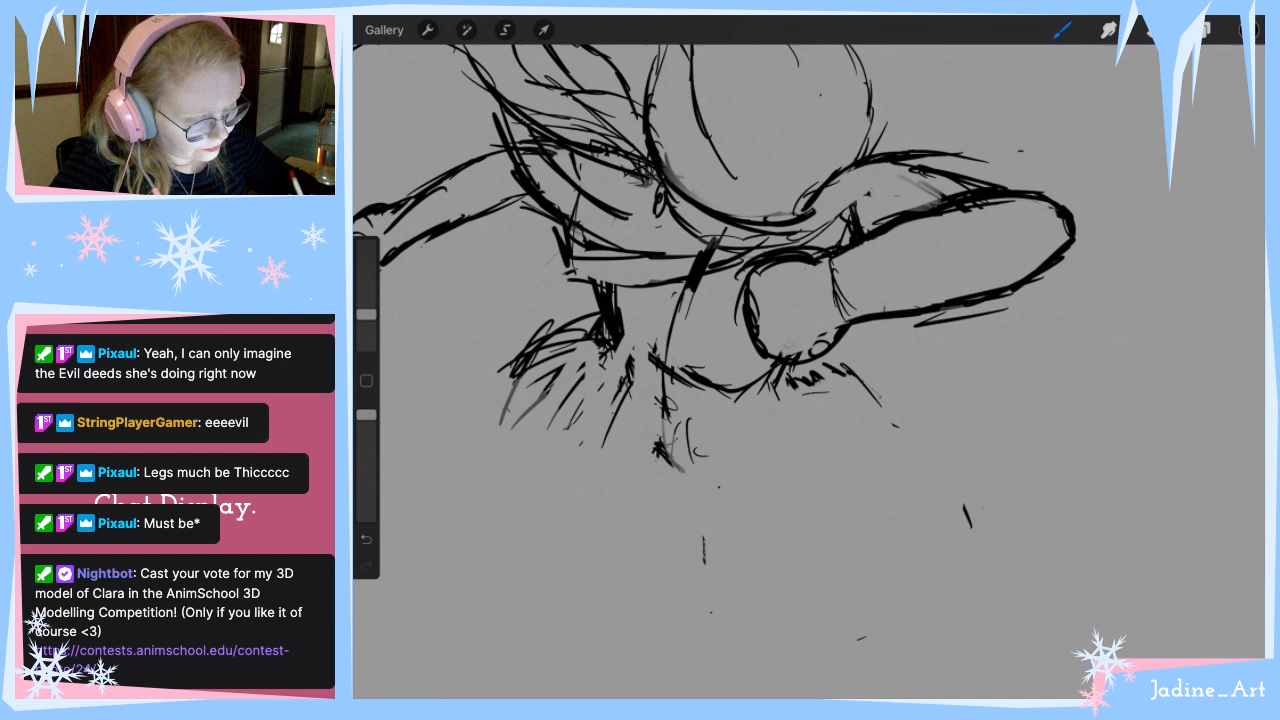 Gallery
Pixaul: Yeah, I can only imagine
the Evil deeds she's doing right now
StringPlayerGamer: eeeevil
Pixaul: Legs much be Thiccccc
Chat Display.
Pixaul: Must be*
Nightbot: Cast your vote for my 3D
model of Clara in the AnimSchool 3D
Modelling Competition! (Only if you like it of
course <3)
https://contests.animschool.edu/contest-
Jadine_Art